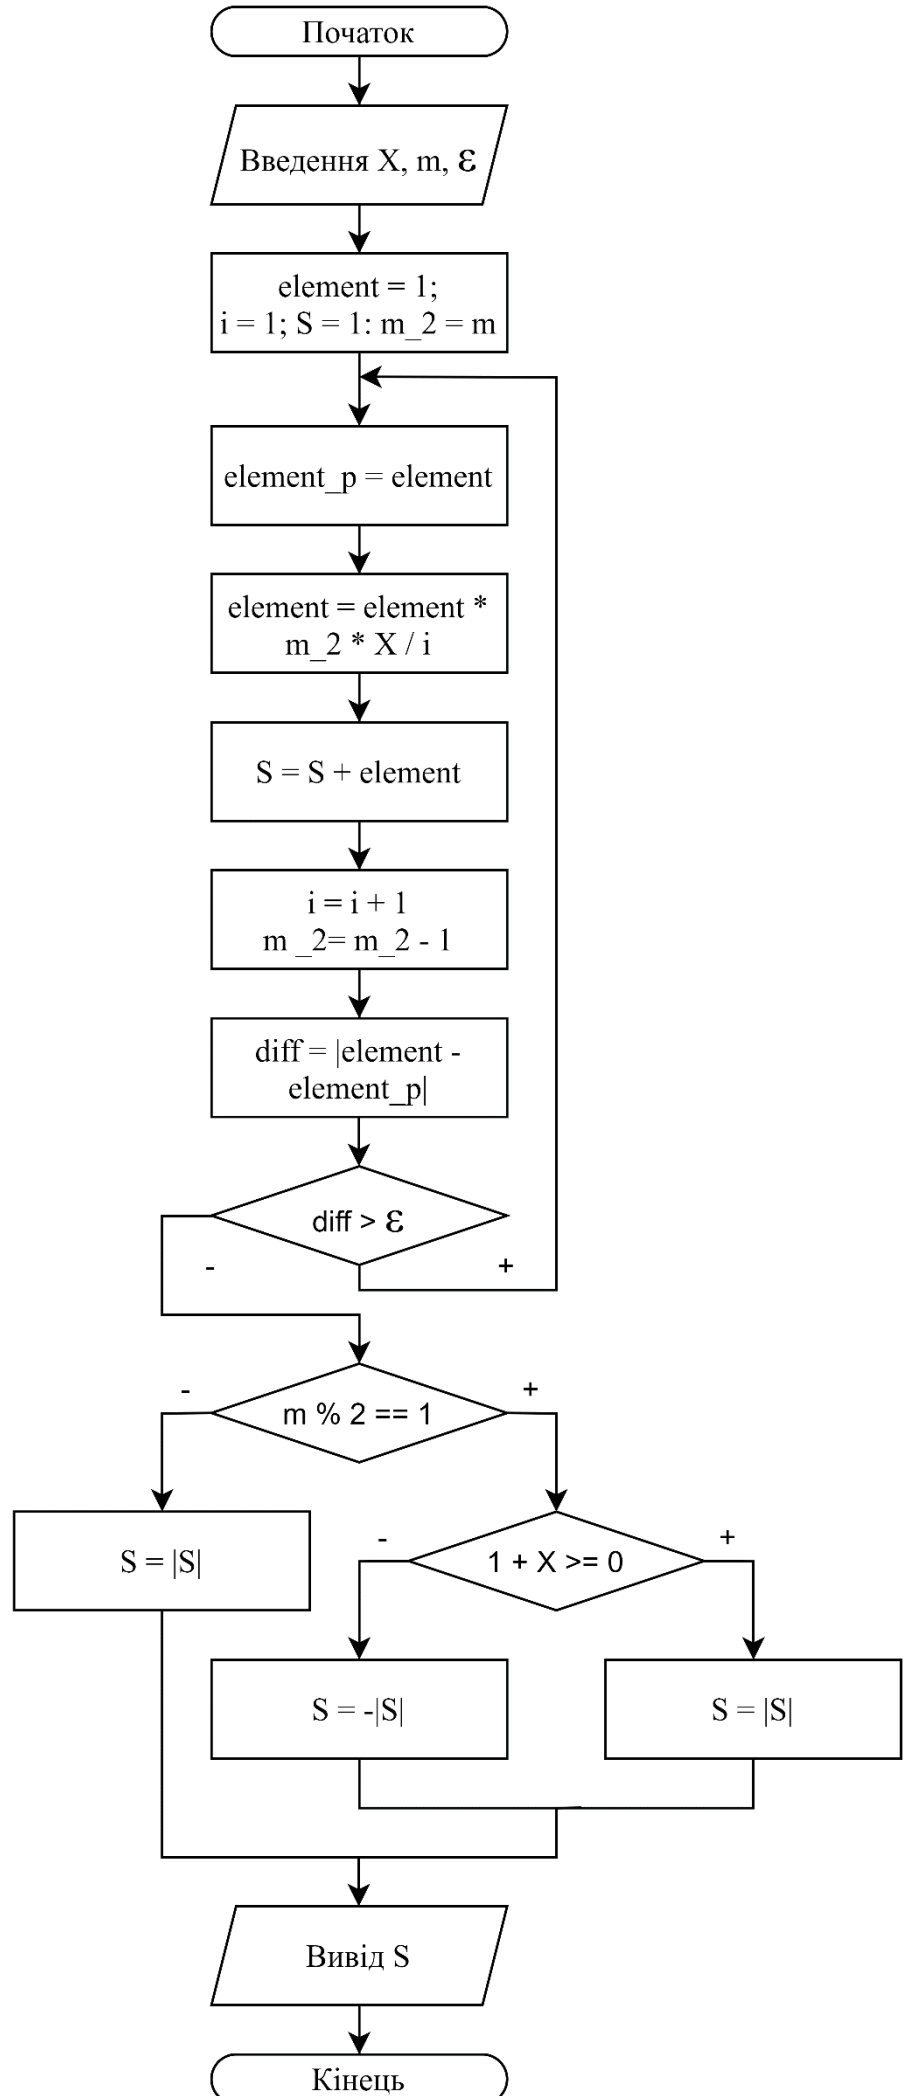 Початок
Введення X, m, ε
element = 1;
i = 1; S = 1: m_2 = m
element_p = element
element = element *
m_2 * X / i
S = S + element
i = i + 1
m _2= m_2 - 1
diff = |element -
element_p|
diff > ε
-
+
-
+
m % 2 == 1
S = |S|
-
+
1 + X >= 0
S = -|S|
S = |S|
Вивід S
Кінець